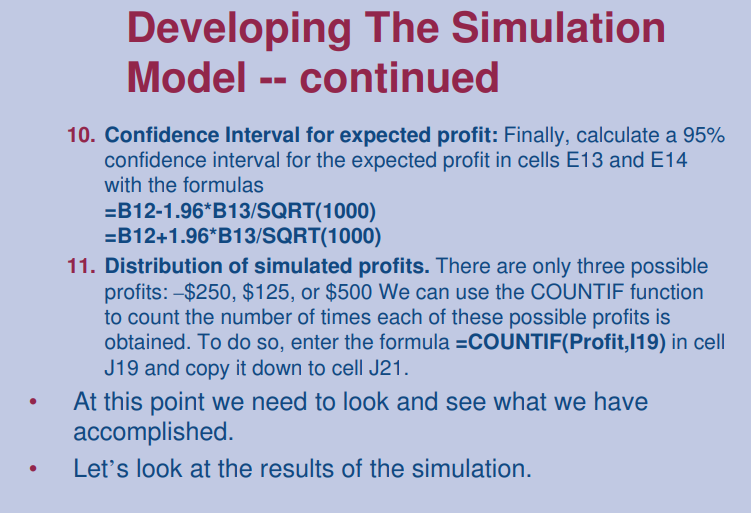 Developing The Simulation
Model -- continued
10. Confidence Interval for expected profit: Finally, calculate a 95%
confidence interval for the expected profit in cells E13 and E14
with the formulas
=B12-1.96*B13/SQRT(1000)
=B12+1.96*B13/SQRT(1000)
11. Distribution of simulated profits. There are only three possible
profits: –$250, $125, or $500 We can use the COUNTIF function
to count the number of times each of these possible profits is
obtained. To do so, enter the formula =COUNTIF(Profit,I19) in cell
J19 and copy it down to cell J21.
• At this point we need to look and see what we have
accomplished.
• Let’s look at the results of the simulation.